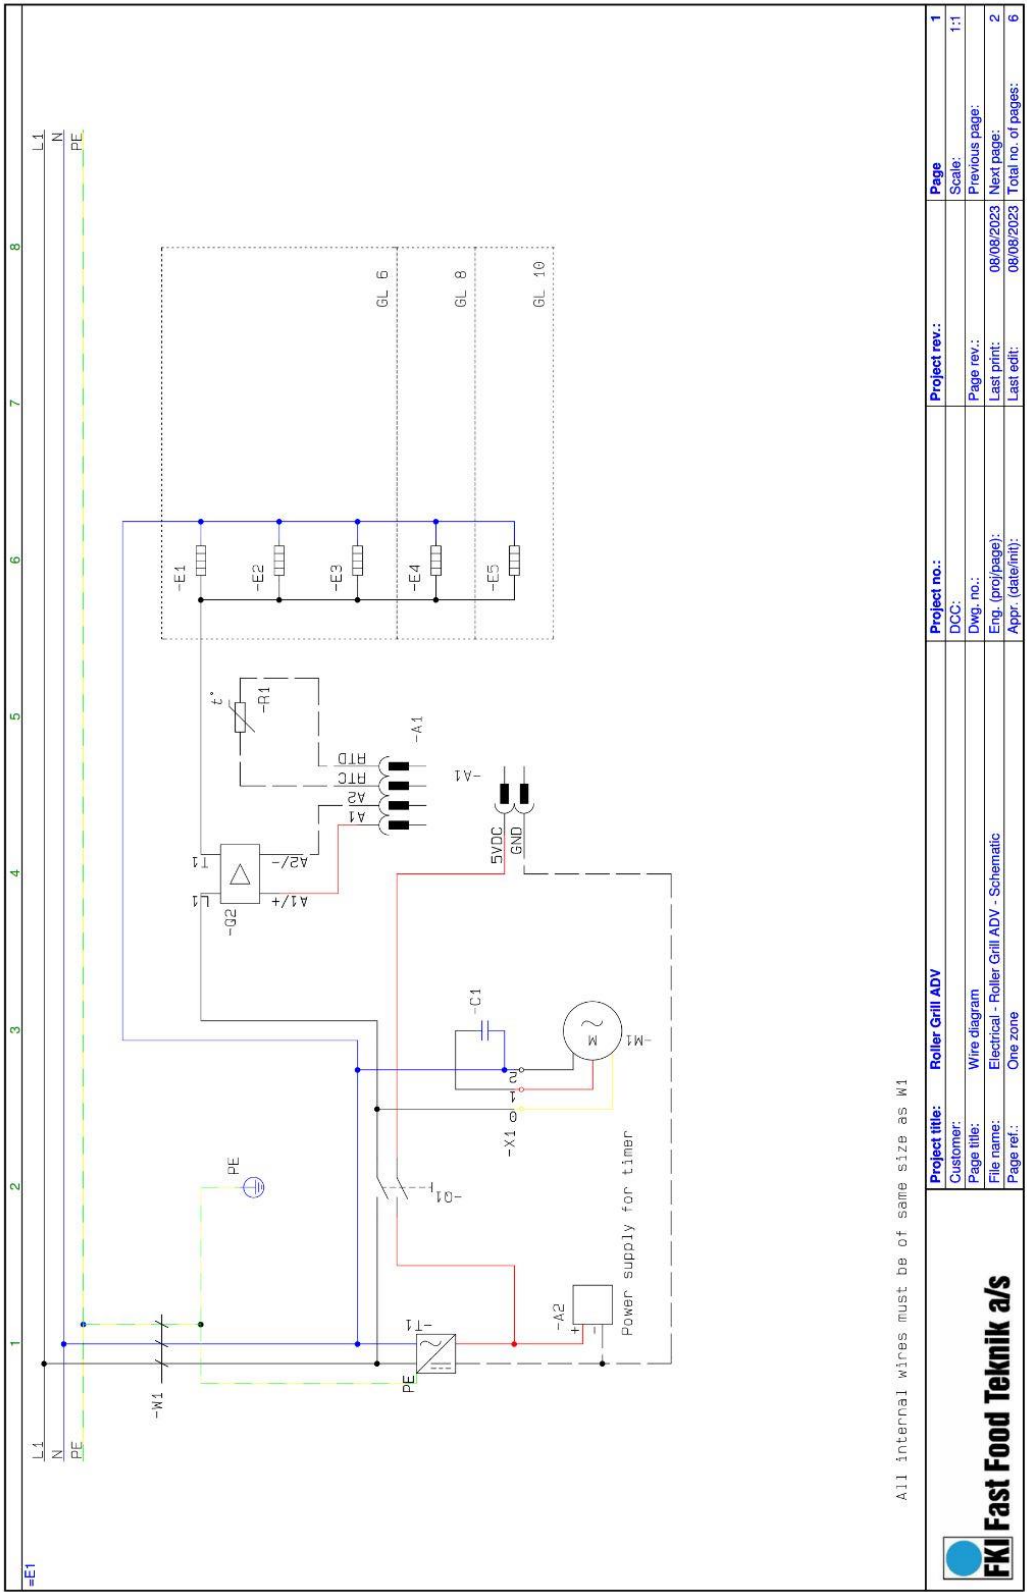 =E1
1
2
3
4
5
6
7
8
L1
N
PE
L1
N
PE
-W1
PE
-Q2
L1
T1
A1/+
A2/-
t°
-R1
A1
A2
RTC
RTD
-A1
-A1
5VDC
GND
-E1
-E2
-E3
-E4
-E5
GL 6
GL 8
GL 10
PE
-T1
-Q1
-X1
0
1
2
-C1
M
-M1
-A2
+
-
Power supply for timer
All internal wires must be of same size as W1
FKI Fast Food Teknik a/s
Project title: Roller Grill ADV Project no.: Project rev.: Page 1
Customer: DCC: Scale: 1:1
Page title: Wire diagram Dwg. no.: Page rev.: Previous page:
File name: Electrical - Roller Grill ADV - Schematic Eng. (proj/page): Last print: 08/08/2023 Next page: 2
Page ref.: One zone Appr. (date/init): Last edit: 08/08/2023 Total no. of pages: 6